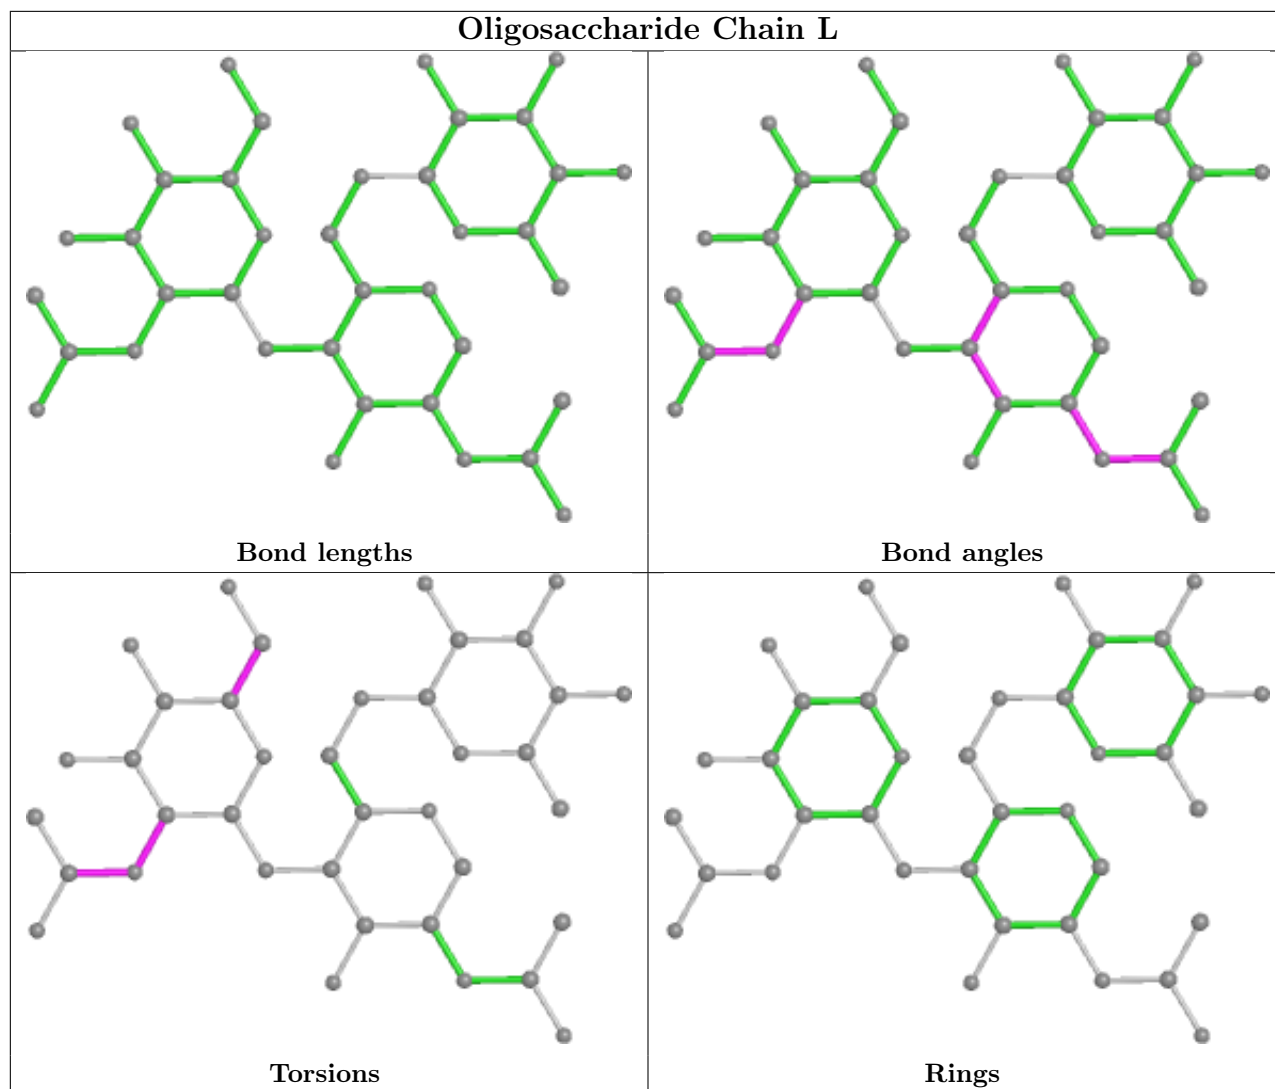 Oligosaccharide Chain L
Bond lengths
Bond angles
Torsions
Rings